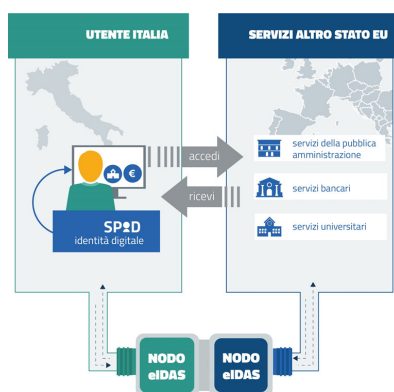 UTENTE ITALIA
SERVIZI ALTRO STATO EU
€
SP:D
identità digitale
accedi
ricevi
servizi della pubblica
amministrazione
servizi bancari
servizi universitari
NODO
eIDAS
NODO
eIDAS